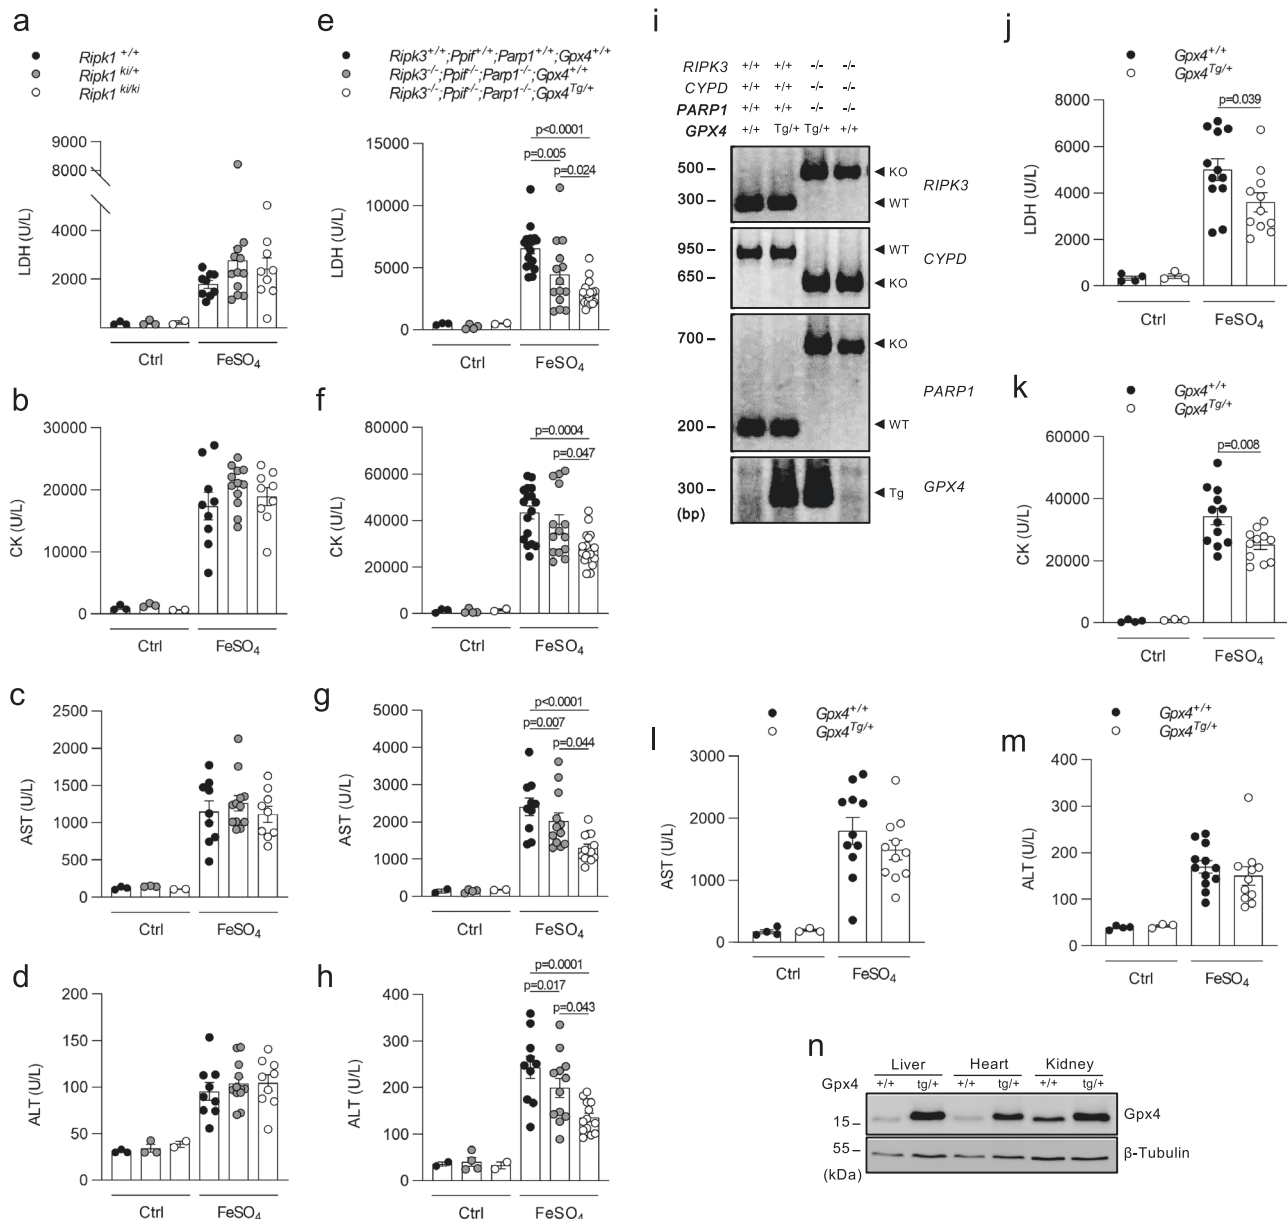 a
Ripk1 +/+
Ripk1 ki/+
Ripk1 ki/ki
9000
8000
4000
2000
LDH (U/L)
Ctrl
FeSO4
b
30000
20000
10000
0
CK (U/L)
Ctrl
FeSO4
c
2500
2000
1500
1000
500
0
AST (U/L)
Ctrl
FeSO4
d
200
150
100
50
0
ALT (U/L)
Ctrl
FeSO4
e
Ripk3+/+;Ppif+/+;Parp1+/+;Gpx4+/+
Ripk3-/-;Ppif-/-;Parp1-/-;Gpx4+/+
Ripk3-/-;Ppif-/-;Parp1-/-;Gpx4Tg/+
p<0.0001
p=0.005
p=0.024
15000
10000
5000
0
LDH (U/L)
Ctrl
FeSO4
f
p=0.0004
p=0.047
80000
60000
40000
20000
0
CK (U/L)
Ctrl
FeSO4
g
p<0.0001
p=0.007
p=0.044
5000
4000
3000
2000
1000
0
AST (U/L)
Ctrl
FeSO4
h
p=0.0001
p=0.017
p=0.043
400
300
200
100
0
ALT (U/L)
Ctrl
FeSO4
i
RIPK3 +/+ +/+ -/- -/-
CYPD +/+ +/+ -/- -/-
PARP1 +/+ +/+ -/- -/-
GPX4 +/+ Tg/+ Tg/+ +/+
500 KO
RIPK3
300 WT
950 WT
CYPD
650 KO
700 KO
PARP1
200 WT
300 Tg GPX4
(bp)
j
Gpx4+/+
Gpx4Tg/+
p=0.039
8000
6000
4000
2000
0
LDH (U/L)
Ctrl
FeSO4
k
Gpx4+/+
Gpx4Tg/+
p=0.008
60000
40000
20000
0
CK (U/L)
Ctrl
FeSO4
l
Gpx4+/+
Gpx4Tg/+
3000
2000
1000
0
AST (U/L)
Ctrl
FeSO4
m
Gpx4+/+
Gpx4Tg/+
400
300
200
100
0
ALT (U/L)
Ctrl
FeSO4
n
Liver Heart Kidney
Gpx4 +/+ tg/+ +/+ tg/+ +/+ tg/+
15 Gpx4
55 β-Tubulin
(kDa)